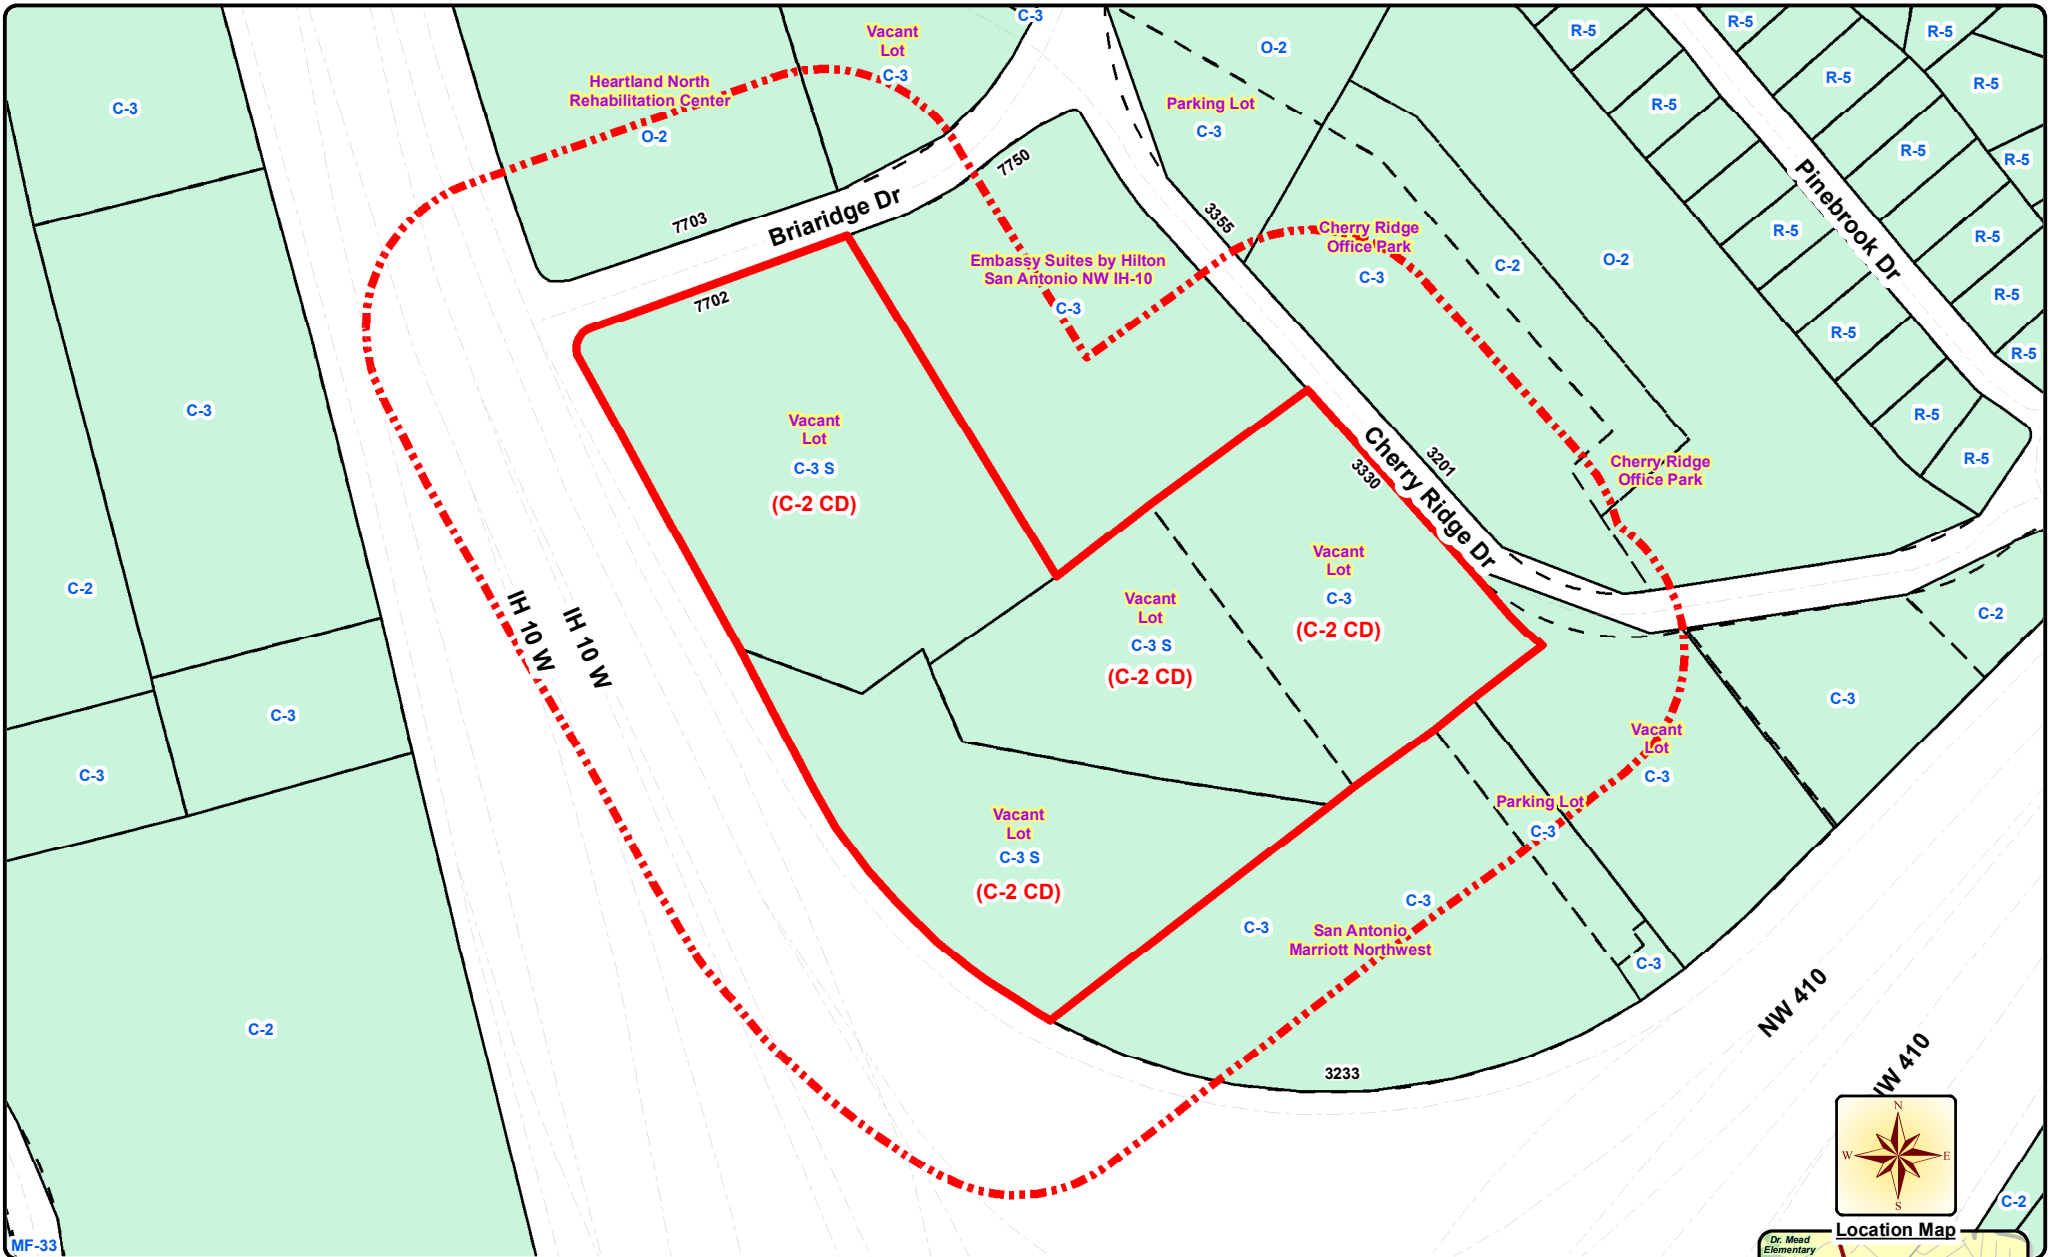 C-3
Vacant
Lot
C-3
O-2
R-5
R-5
R-5
C-3
Heartland North
Rehabilitation Center
O-2
C-3
Parking Lot
C-3
R-5
R-5
R-5
R-5
R-5
7750
7703
Briaridge Dr
3355
Pinebrook Dr
Cherry Ridge
Office Park
C-3
C-2
O-2
R-5
R-5
R-5
R-5
R-5
Embassy Suites by Hilton
San Antonio NW IH-10
C-3
7702
C-3
Vacant
Lot
C-3 S
(C-2 CD)
3201
3330
Cherry Ridge Dr
Cherry Ridge
Office Park
R-5
R-5
C-2
IH 10 W
IH 10 W
Vacant
Lot
C-3 S
(C-2 CD)
Vacant
Lot
C-3
(C-2 CD)
C-2
C-3
C-3
C-3
Vacant
Lot
C-3
Parking Lot
C-3
Vacant
Lot
C-3 S
(C-2 CD)
C-3
C-3
San Antonio
Marriott Northwest
C-3
C-2
NW 410
NW 410
3233
N
W
E
S
C-2
Location Map
MF-33
Dr. Mead
Elementary